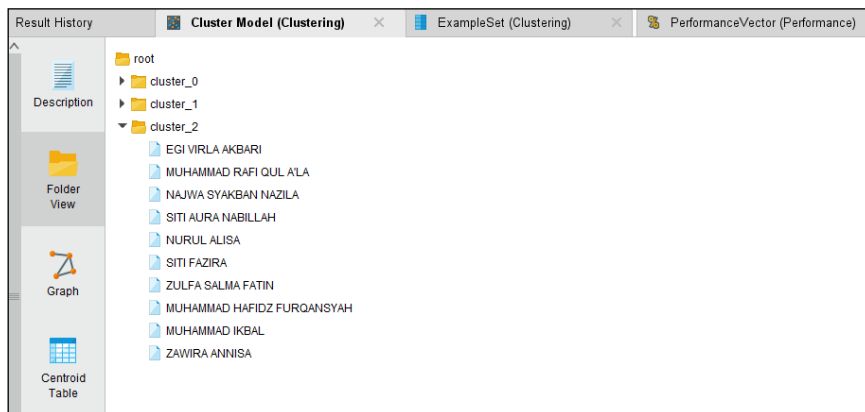 Result History
Cluster Model (Clustering)
ExampleSet (Clustering)
PerformanceVector (Performance)
Description
Folder
View
Graph
Centroid
Table
root
cluster_0
cluster_1
cluster_2
EGI VIRLA AKBARI
MUHAMMAD RAFI QUL A'LA
NAJWA SYAKBAN NAZILA
SITI AURA NABILLAH
NURUL ALISA
SITI FAZIRA
ZULFA SALMA FATIN
MUHAMMAD HAFIDZ FURQANSYAH
MUHAMMAD IKBAL
ZAWIRA ANNISA